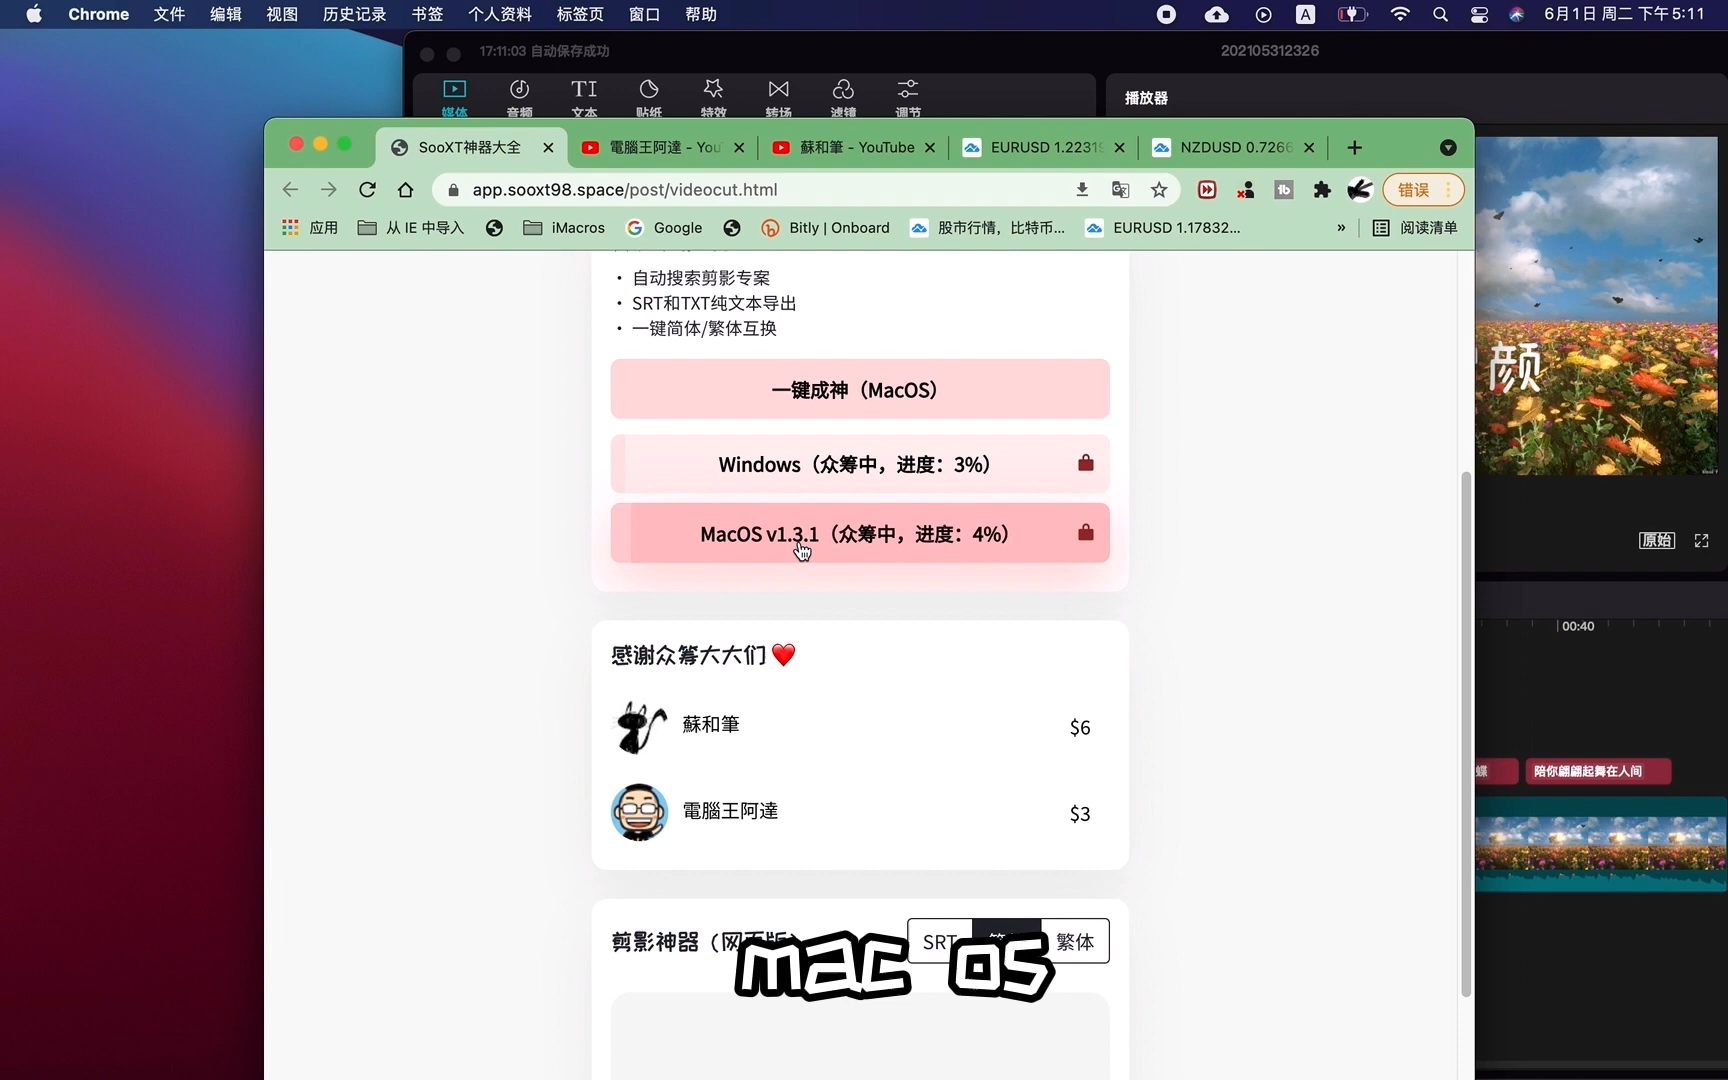 Chrome 文件 编辑 视图 历史记录 书签 个人资料 标签页 窗口 帮助
A
6月1日 周二 下午5:11
17:11:03 自动保存成功
202105312326
媒体 音频 文本 贴纸 特效 转场 滤镜 调节
TI
播放器
SooXT神器大全
電腦王阿達 - You
蘇和筆 - YouTube
EURUSD 1.2231
NZDUSD 0.7266
app.sooxt98.space/post/videocut.html
错误
应用
从 IE 中导入
iMacros
Google
Bitly | Onboard
股市行情，比特币...
EURUSD 1.17832...
»
阅读清单
• 自动搜索剪影专案
• SRT和TXT纯文本导出
• 一键简体/繁体互换
一键成神（MacOS）
Windows（众筹中，进度：3%）
MacOS v1.3.1（众筹中，进度：4%）
颜
原始
00:40
感谢众筹大大们 ❤️
蘇和筆 $6
電腦王阿達 $3
蝶
陪你翩翩起舞在人间
剪影神器（网页版）
SRT
繁体
mac os